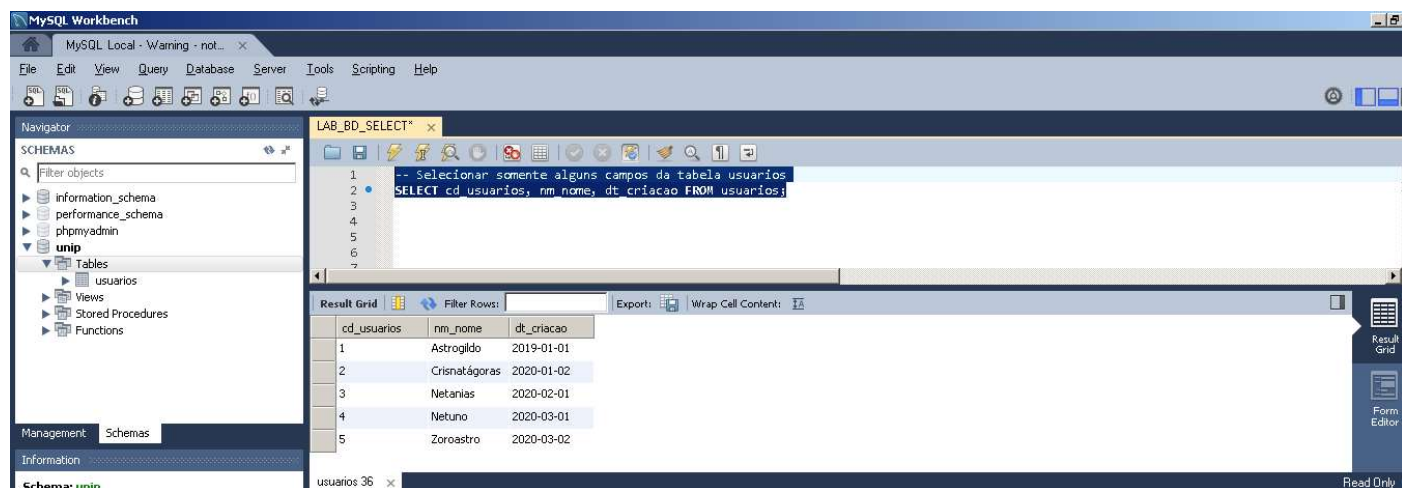 MySQL Workbench
MySQL Local - Warning - not...
File Edit View Query Database Server Tools Scripting Help
Navigator
SCHEMAS
Filter objects
information_schema
performance_schema
phpmyadmin
unip
Tables
usuarios
Views
Stored Procedures
Functions
Management Schemas
Information
Schema: unip
LAB_BD_SELECT*
1 -- Selecionar somente alguns campos da tabela usuarios
2 SELECT cd_usuarios, nm_nome, dt_criacao FROM usuarios;
3
4
5
6
7
Result Grid Filter Rows: Export: Wrap Cell Content:
cd_usuarios nm_nome dt_criacao
1 Astrogildo 2019-01-01
2 Crisnatágoras 2020-01-02
3 Netanias 2020-02-01
4 Netuno 2020-03-01
5 Zoroastro 2020-03-02
Result
Grid
Form
Editor
usuarios 36
Read Only